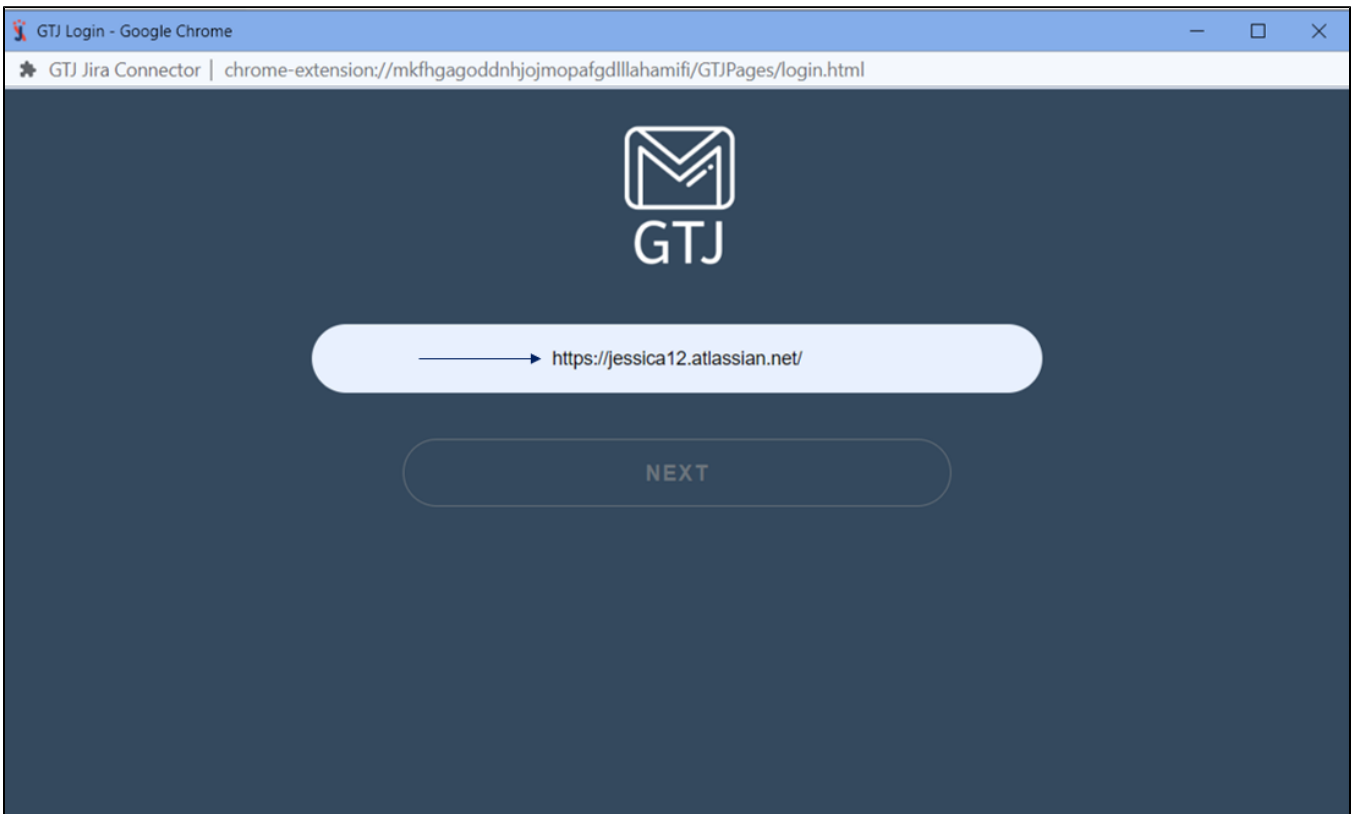 GTJ Login - Google Chrome
GTJ Jira Connector | chrome-extension://mkfhgagoddnhjojmopafgdlllahamifi/GTJPages/login.html
GTJ
https://jessica12.atlassian.net/
NEXT